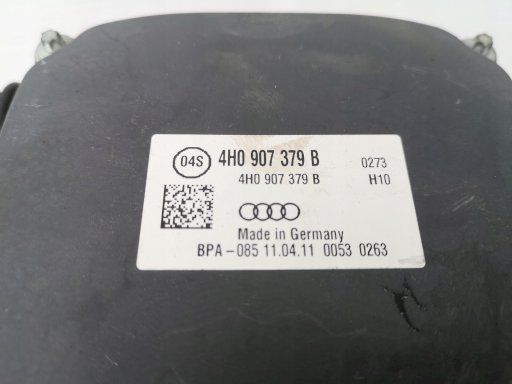 04S 4H0 907 379 B 0273
4H0 907 379 B H10
Made in Germany
BPA-085 11.04.11 0053 0263